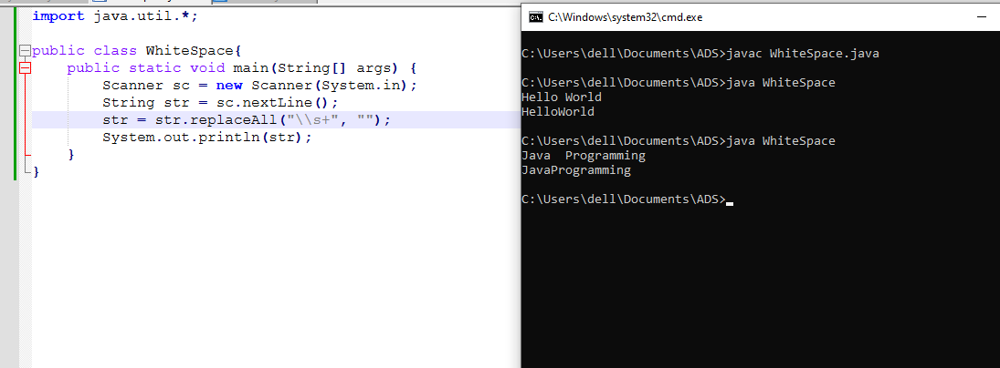 import java.util.*;
public class WhiteSpace{
public static void main(String[] args) {
Scanner sc = new Scanner(System.in);
String str = sc.nextLine();
str = str.replaceAll("\\s+", "");
System.out.println(str);
}
}
C:\Windows\system32\cmd.exe
C:\Users\dell\Documents\ADS>javac WhiteSpace.java
C:\Users\dell\Documents\ADS>java WhiteSpace
Hello World
HelloWorld
C:\Users\dell\Documents\ADS>java WhiteSpace
Java  Programming
JavaProgramming
C:\Users\dell\Documents\ADS>